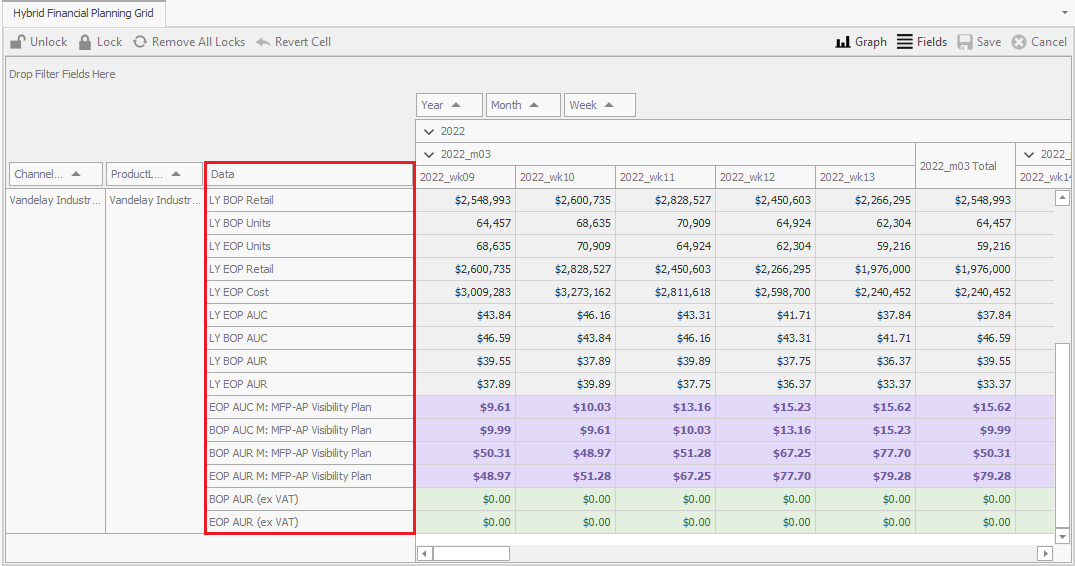 Hybrid Financial Planning Grid
Unlock Lock Remove All Locks Revert Cell Graph Fields Save Cancel
Drop Filter Fields Here
Year Month Week
2022
2022_m03 2022_m03 Total 2022_
Channel... ProductL... Data 2022_wk09 2022_wk10 2022_wk11 2022_wk12 2022_wk13 2022_wk14
Vandelay Industr... Vandelay Industr... LY BOP Retail $2,548,993 $2,600,735 $2,828,527 $2,450,603 $2,266,295 $2,548,993
LY BOP Units 64,457 68,635 70,909 64,924 62,304 64,457
LY EOP Units 68,635 70,909 64,924 62,304 59,216 59,216
LY EOP Retail $2,600,735 $2,828,527 $2,450,603 $2,266,295 $1,976,000 $1,976,000
LY EOP Cost $3,009,283 $3,273,162 $2,811,618 $2,598,700 $2,240,452 $2,240,452
LY EOP AUC $43.84 $46.16 $43.31 $41.71 $37.84 $37.84
LY BOP AUC $46.59 $43.84 $46.16 $43.31 $41.71 $46.59
LY BOP AUR $39.55 $37.89 $39.89 $37.75 $36.37 $39.55
LY EOP AUR $37.89 $39.89 $37.75 $36.37 $33.37 $33.37
EOP AUC M: MFP-AP Visibility Plan $9.61 $10.03 $13.16 $15.23 $15.62 $15.62
BOP AUC M: MFP-AP Visibility Plan $9.99 $9.61 $10.03 $13.16 $15.23 $9.99
BOP AUR M: MFP-AP Visibility Plan $50.31 $48.97 $51.28 $67.25 $77.70 $50.31
EOP AUR M: MFP-AP Visibility Plan $48.97 $51.28 $67.25 $77.70 $79.28 $79.28
BOP AUR (ex VAT) $0.00 $0.00 $0.00 $0.00 $0.00 $0.00
EOP AUR (ex VAT) $0.00 $0.00 $0.00 $0.00 $0.00 $0.00